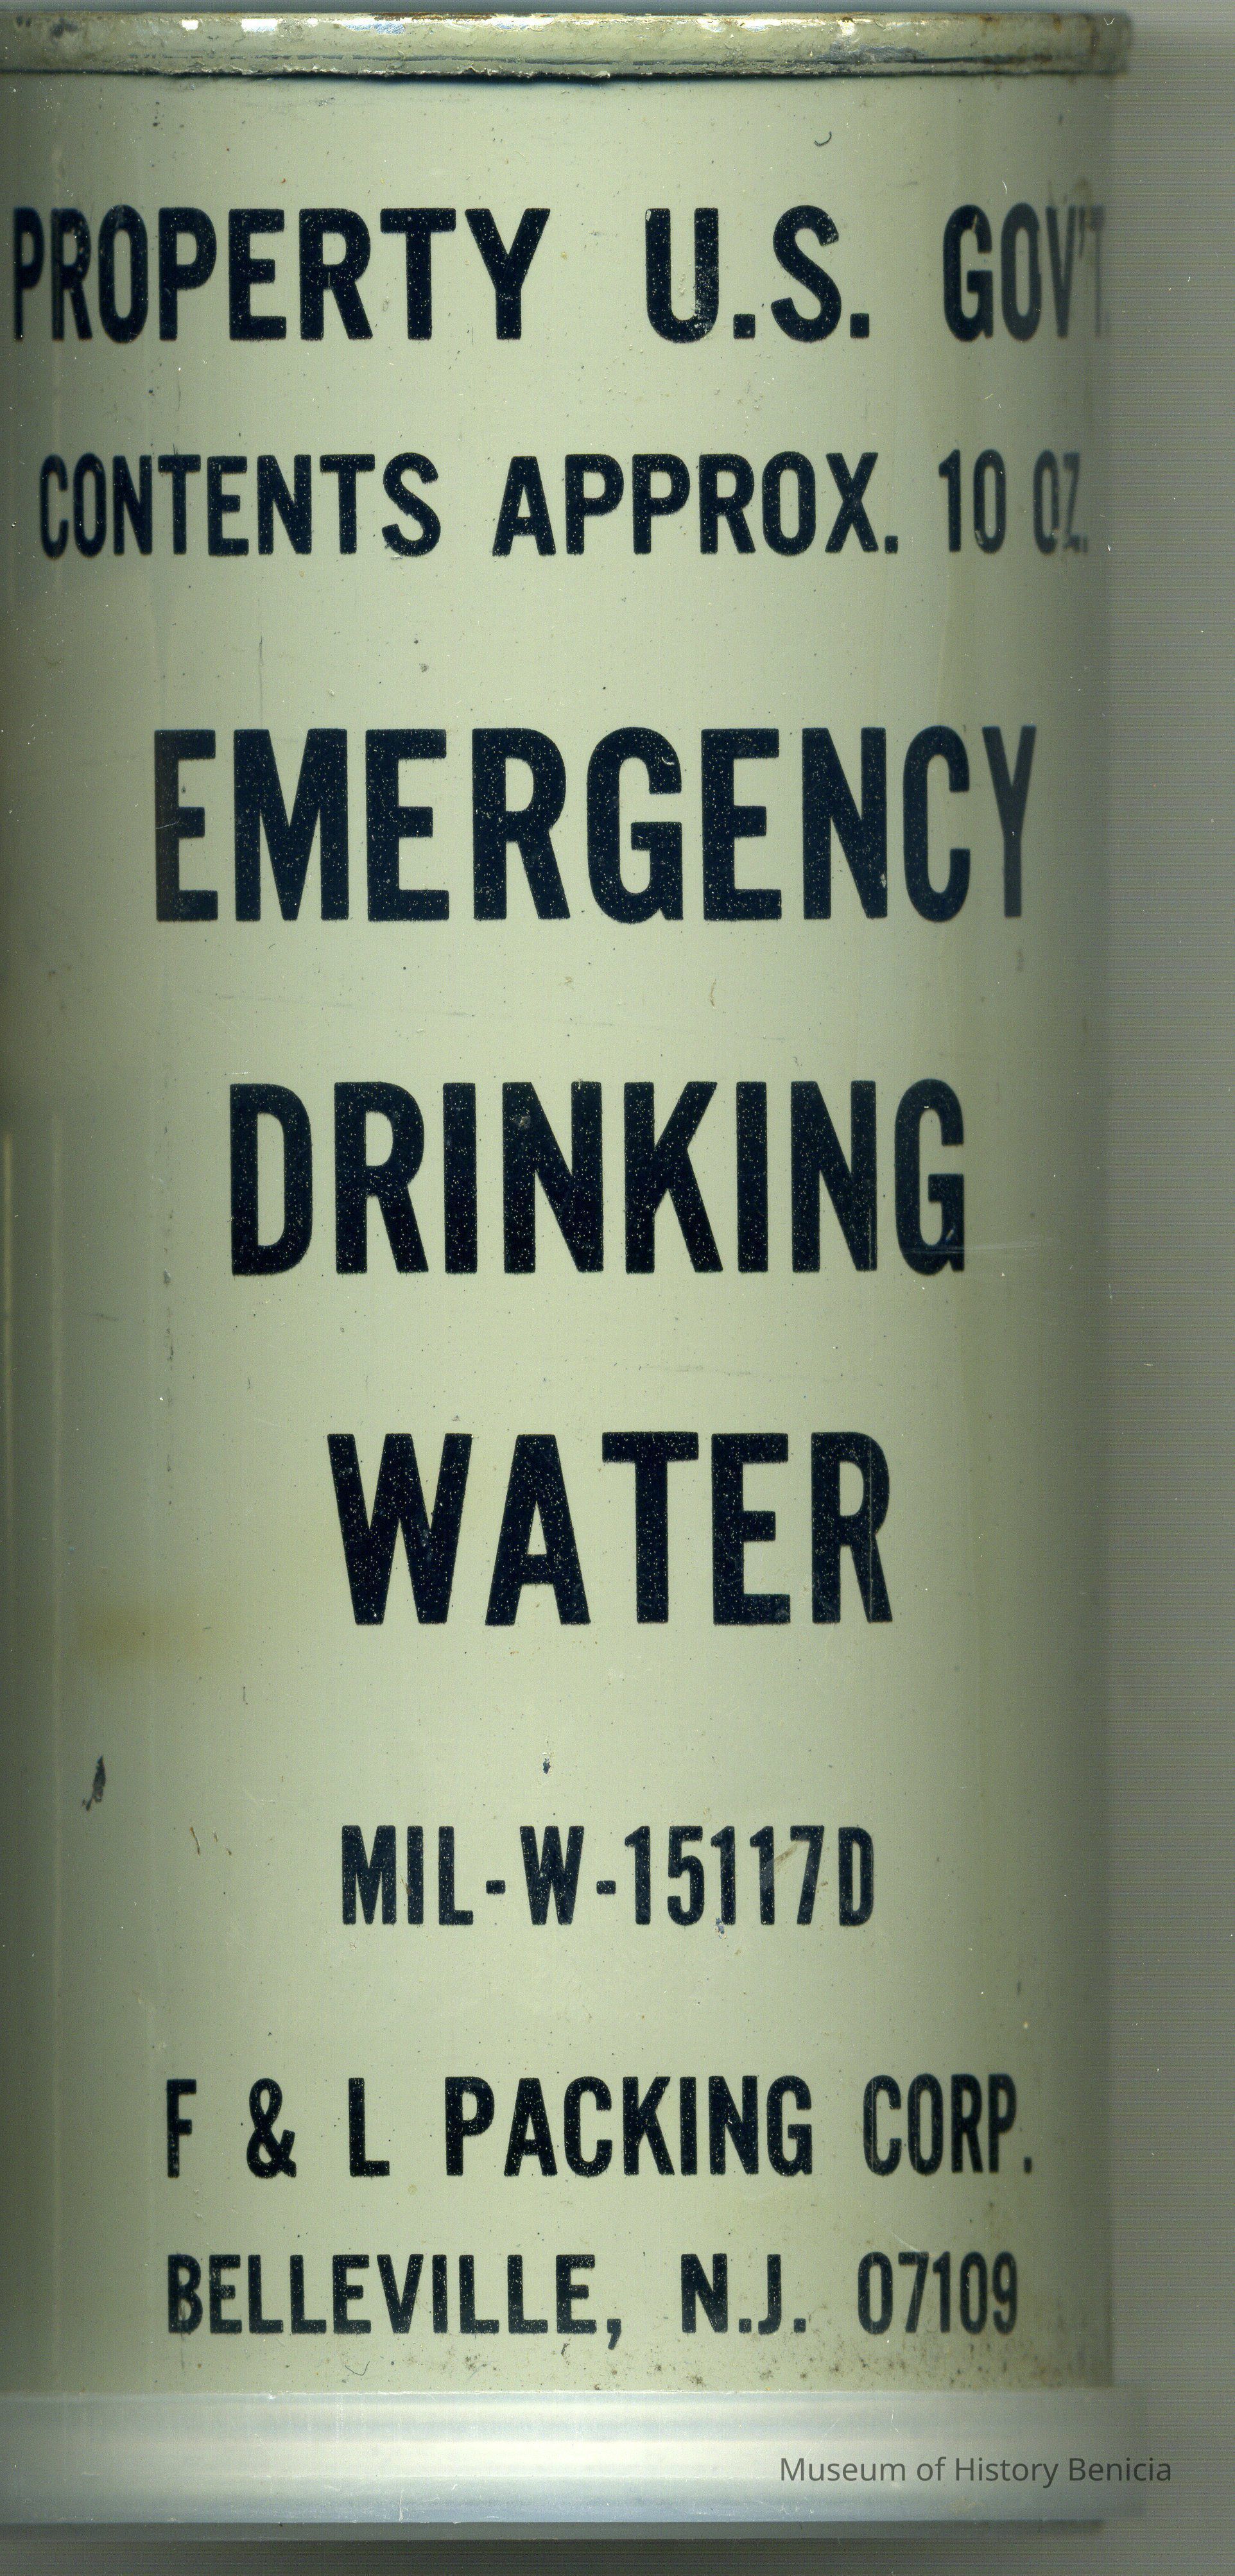 PROPERTY U.S. GOV'T.
CONTENTS APPROX. 10 OZ.
EMERGENCY
DRINKING
WATER
MIL-W-15117D
F & L PACKING CORP.
BELLEVILLE, N.J. 07109
Museum of History Benicia